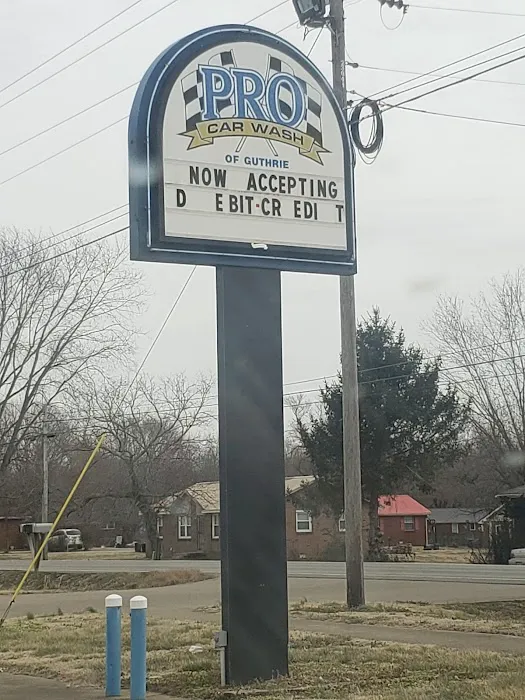 PRO
CAR WASH
OF GUTHRIE
NOW ACCEPTING
D EBIT-CR EDI T